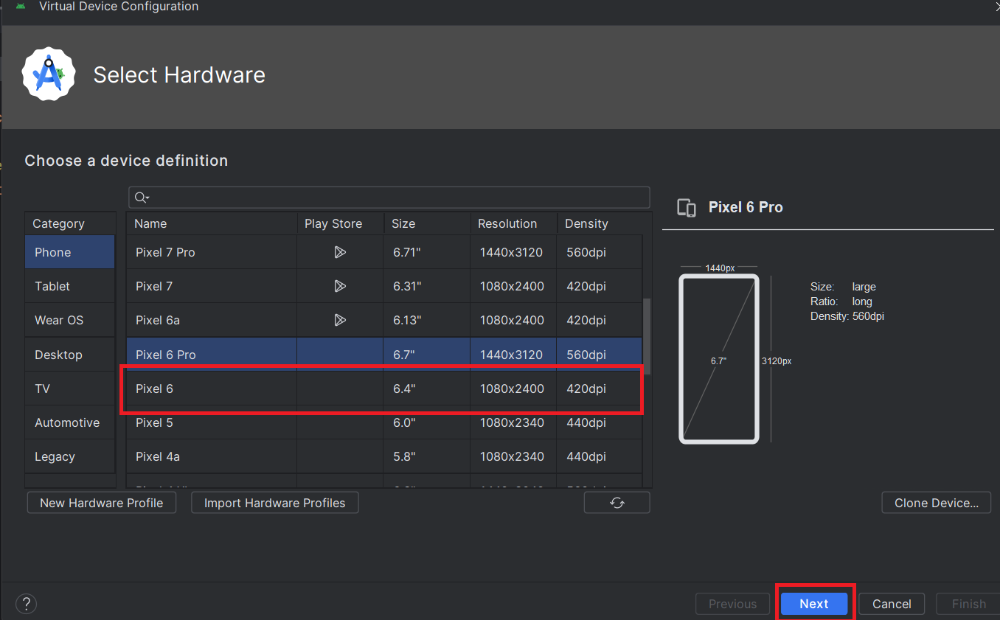 Virtual Device Configuration
Select Hardware
Choose a device definition
Category Name Play Store Size Resolution Density
Phone Pixel 7 Pro 6.71" 1440x3120 560dpi
Tablet Pixel 7 6.31" 1080x2400 420dpi
Wear OS Pixel 6a 6.13" 1080x2400 420dpi
Desktop Pixel 6 Pro 6.7" 1440x3120 560dpi
TV Pixel 6 6.4" 1080x2400 420dpi
Automotive Pixel 5 6.0" 1080x2340 440dpi
Legacy Pixel 4a 5.8" 1080x2340 440dpi
New Hardware Profile Import Hardware Profiles
Pixel 6 Pro
1440px
6.7"
3120px
Size: large
Ratio: long
Density: 560dpi
Clone Device...
? Previous Next Cancel Finish